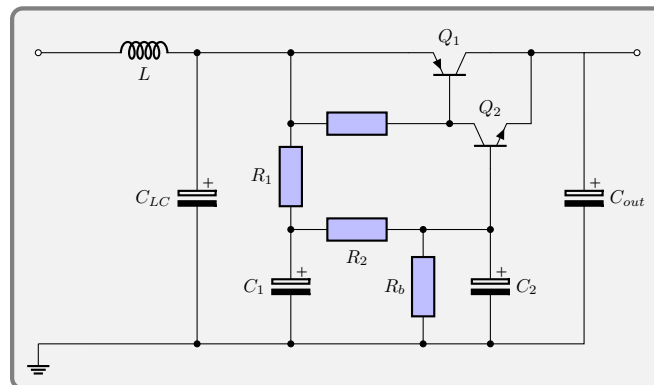 Q1
L
Q2
+
+
+
R1
CLC
Cout
R2
+
+
C1
Rb
C2